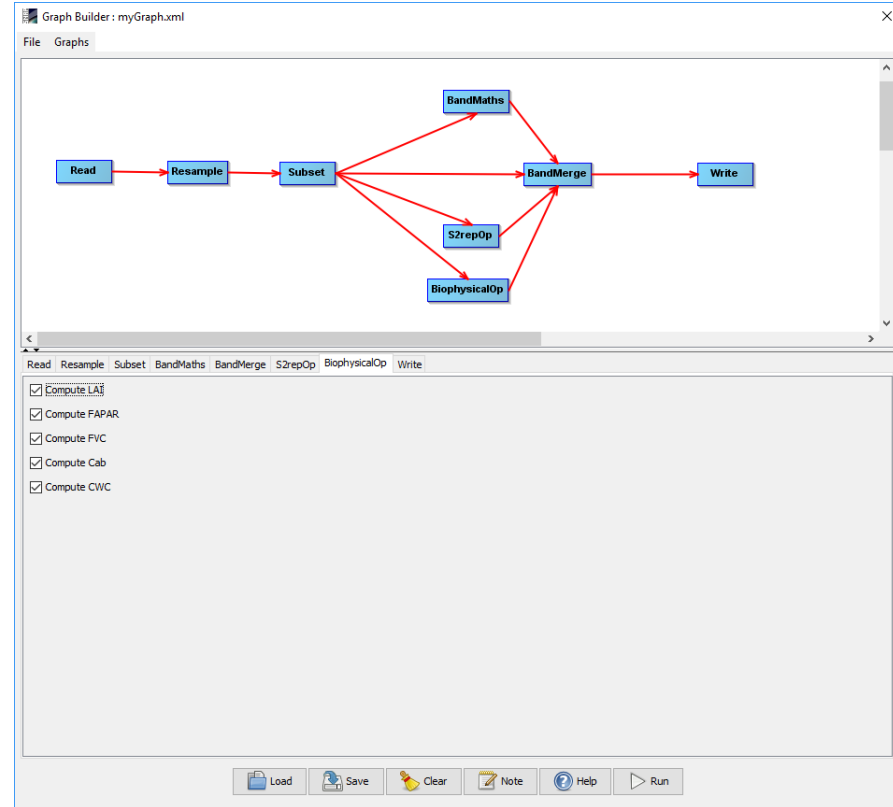 Graph Builder : myGraph.xml
File Graphs
BandMaths
Read Resample Subset BandMerge Write
S2repOp
BiophysicalOp
Read Resample Subset BandMaths BandMerge S2repOp BiophysicalOp Write
Compute LAI
Compute FAPAR
Compute FVC
Compute Cab
Compute CWC
Load Save Clear Note Help Run